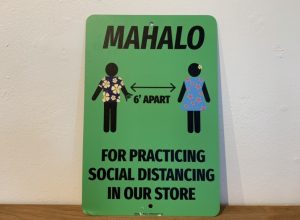 MAHALO
6' APART
FOR PRACTICING
SOCIAL DISTANCING
IN OUR STORE